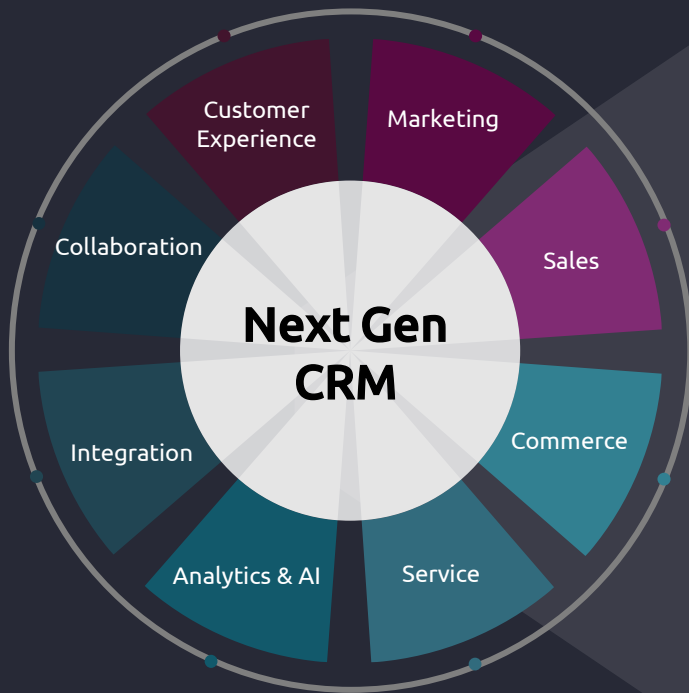 Customer
Experience
Marketing
Collaboration
Sales
Next Gen
CRM
Integration
Commerce
Analytics & AI
Service